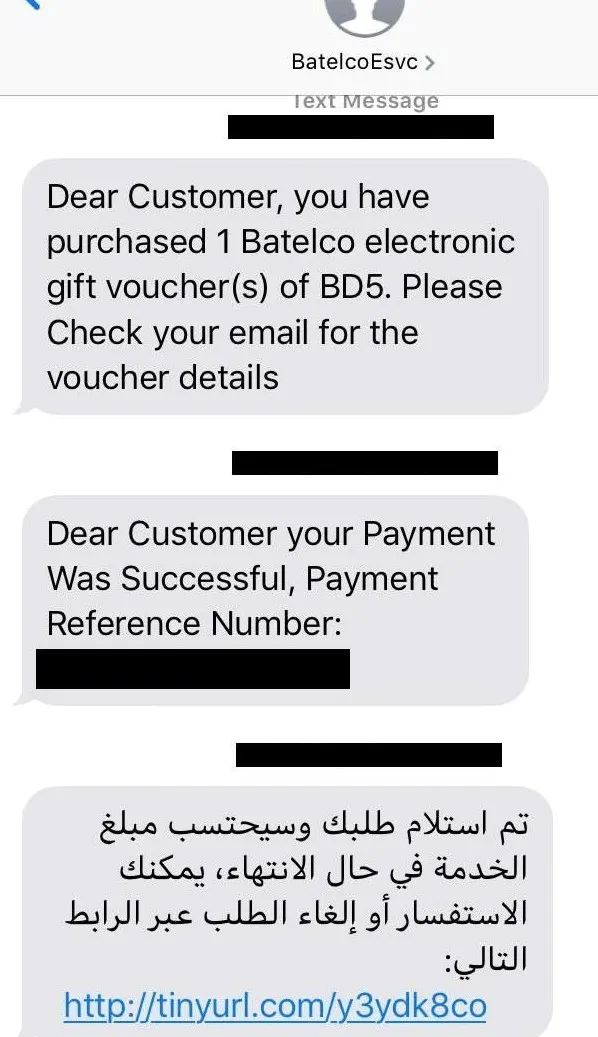 BatelcoEsvc
Text Message
Dear Customer, you have
purchased 1 Batelco electronic
gift voucher(s) of BD5. Please
Check your email for the
voucher details
Dear Customer your Payment
Was Successful, Payment
Reference Number:
تم استلام طلبك وسيحتسب مبلغ
الخدمة في حال الانتهاء، يمكنك
الاستفسار أو إلغاء الطلب عبر الرابط
التالي:
http://tinyurl.com/y3ydk8co